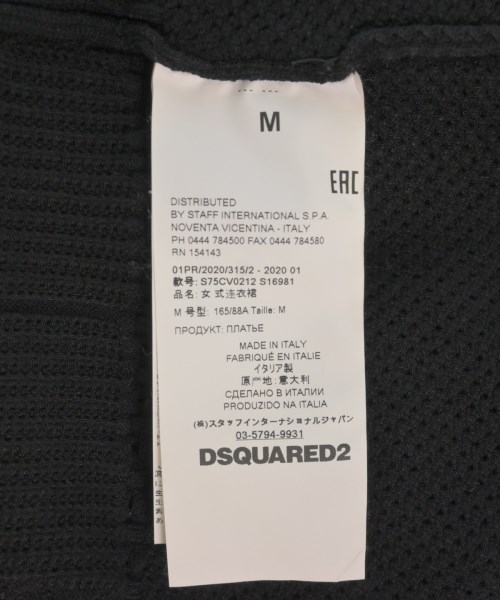 M
EAC
DISTRIBUTED
BY STAFF INTERNATIONAL S.P.A.
NOVENTA VICENTINA - ITALY
PH 0444 784500 FAX 0444 784580
RN 154143
01PR/2020/315/2 - 2020 01
款号: S75CV0212 S16981
品名: 女 式连衣裙
M 号型: 165/88A Taille: M
ПРОДУКТ: ПЛАТЬЕ
MADE IN ITALY
FABRIQUÉ EN ITALIE
イタリア製
原产地: 意大利
СДЕЛАНО В ИТАЛИИ
PRODUZIDO NA ITALIA
(株)スタッフインターナショナルジャパン
03-5794-9931
DSQUARED2